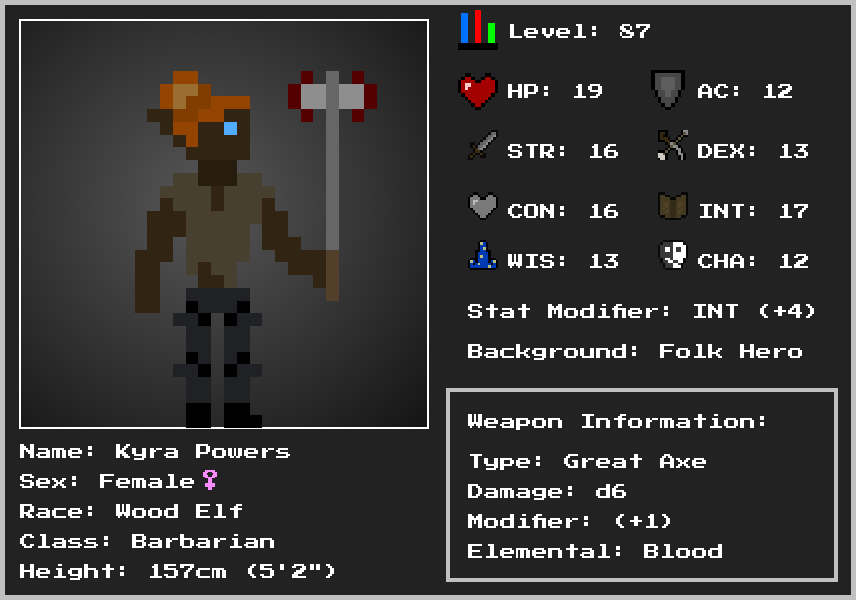 Level: 87
HP: 19
AC: 12
STR: 16
DEX: 13
CON: 16
INT: 17
WIS: 13
CHA: 12
Stat Modifier: INT (+4)
Background: Folk Hero
Weapon Information:
Type: Great Axe
Damage: d6
Modifier: (+1)
Elemental: Blood
Name: Kyra Powers
Sex: Female♀
Race: Wood Elf
Class: Barbarian
Height: 157cm (5'2")